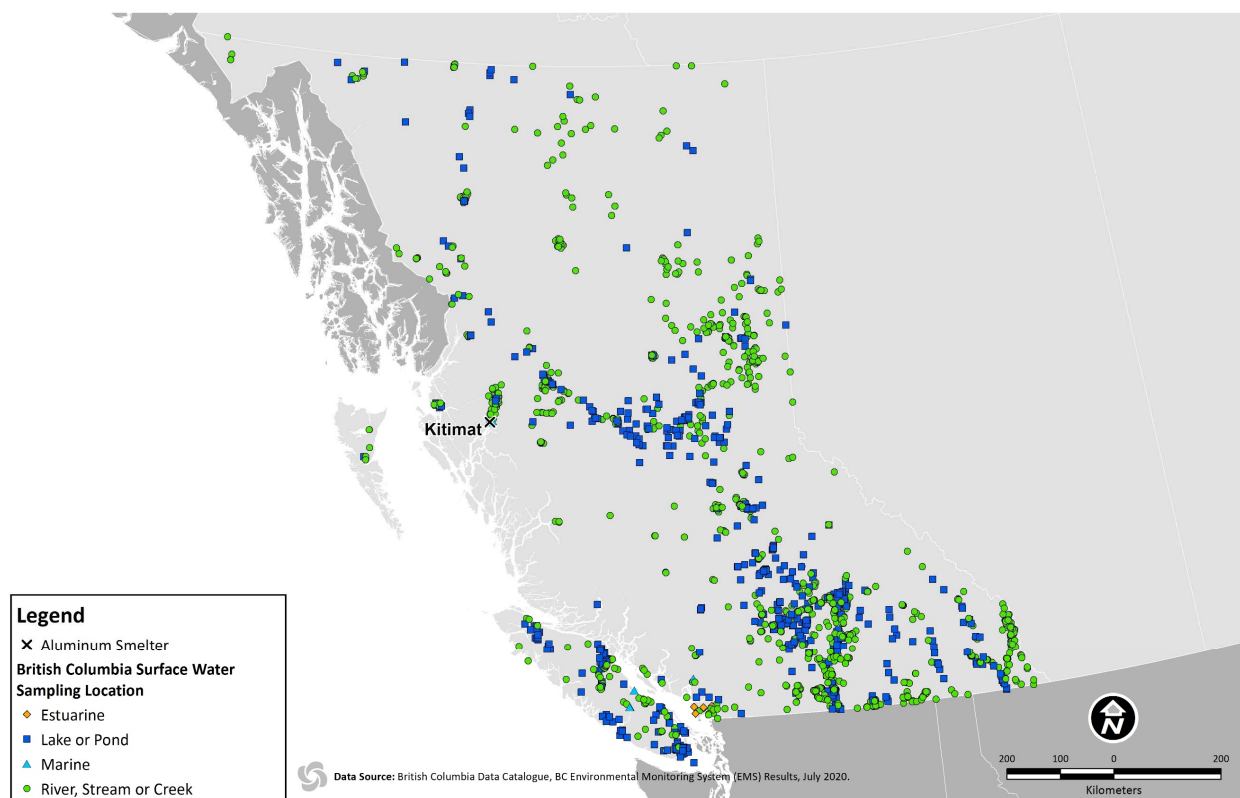 Kitimat
Legend
Aluminum Smelter
British Columbia Surface Water
Sampling Location
Estuarine
Lake or Pond
Marine
River, Stream or Creek
Data Source: British Columbia Data Catalogue, BC Environmental Monitoring System (EMS) Results, July 2020.
N
200 100 0 200
Kilometers